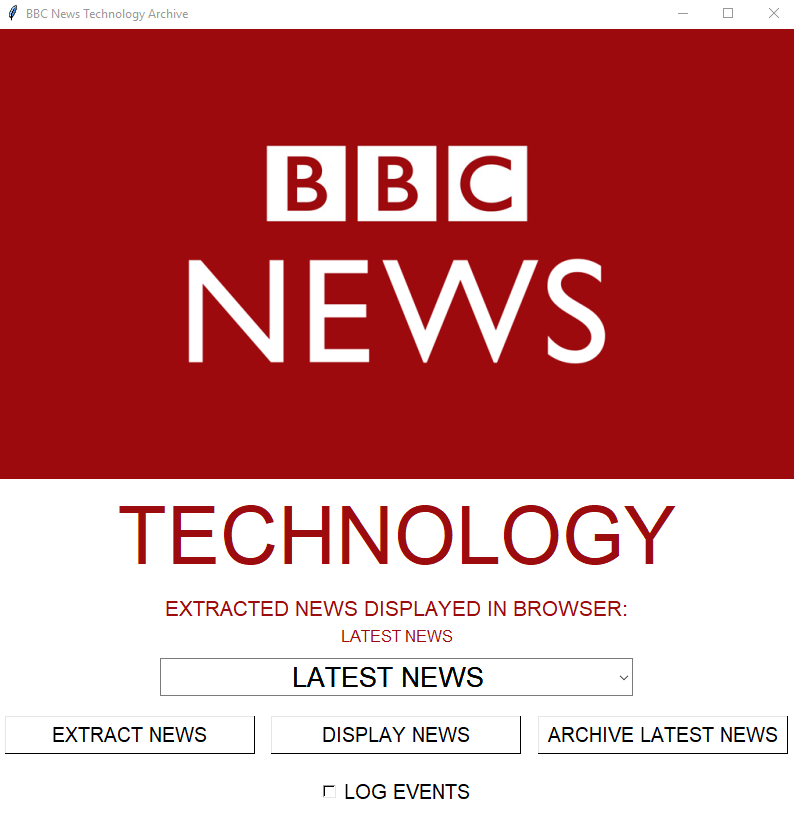 BBC News Technology Archive
BBC
NEWS
TECHNOLOGY
EXTRACTED NEWS DISPLAYED IN BROWSER:
LATEST NEWS
LATEST NEWS
EXTRACT NEWS DISPLAY NEWS ARCHIVE LATEST NEWS
LOG EVENTS